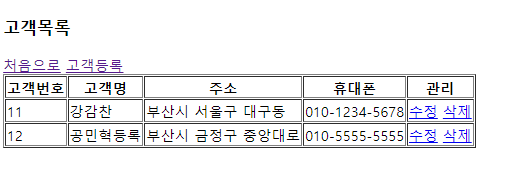 고객목록
처음으로 고객등록
고객번호 고객명 주소 휴대폰 관리
11 강감찬 부산시 서울구 대구동 010-1234-5678 수정 삭제
12 공민혁등록 부산시 금정구 중앙대로 010-5555-5555 수정 삭제